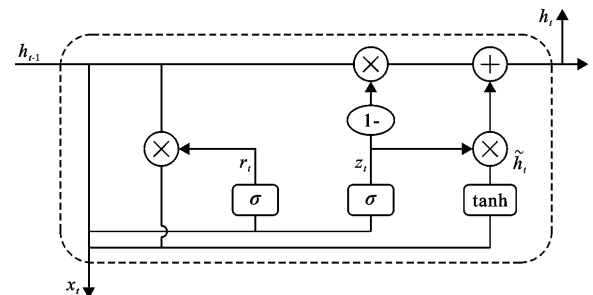 h_t
h_{t-1}
×
+
1-
×
r_t
z_t
×
h̃_t
σ
σ
tanh
x_t